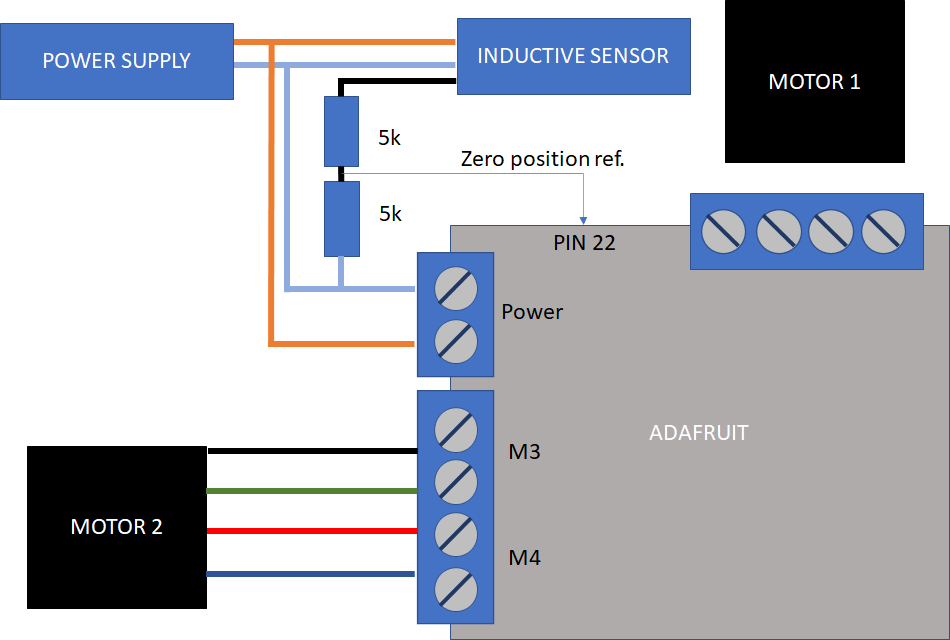 POWER SUPPLY
INDUCTIVE SENSOR
MOTOR 1
5k
Zero position ref.
5k
PIN 22
Power
ADAFRUIT
M3
MOTOR 2
M4